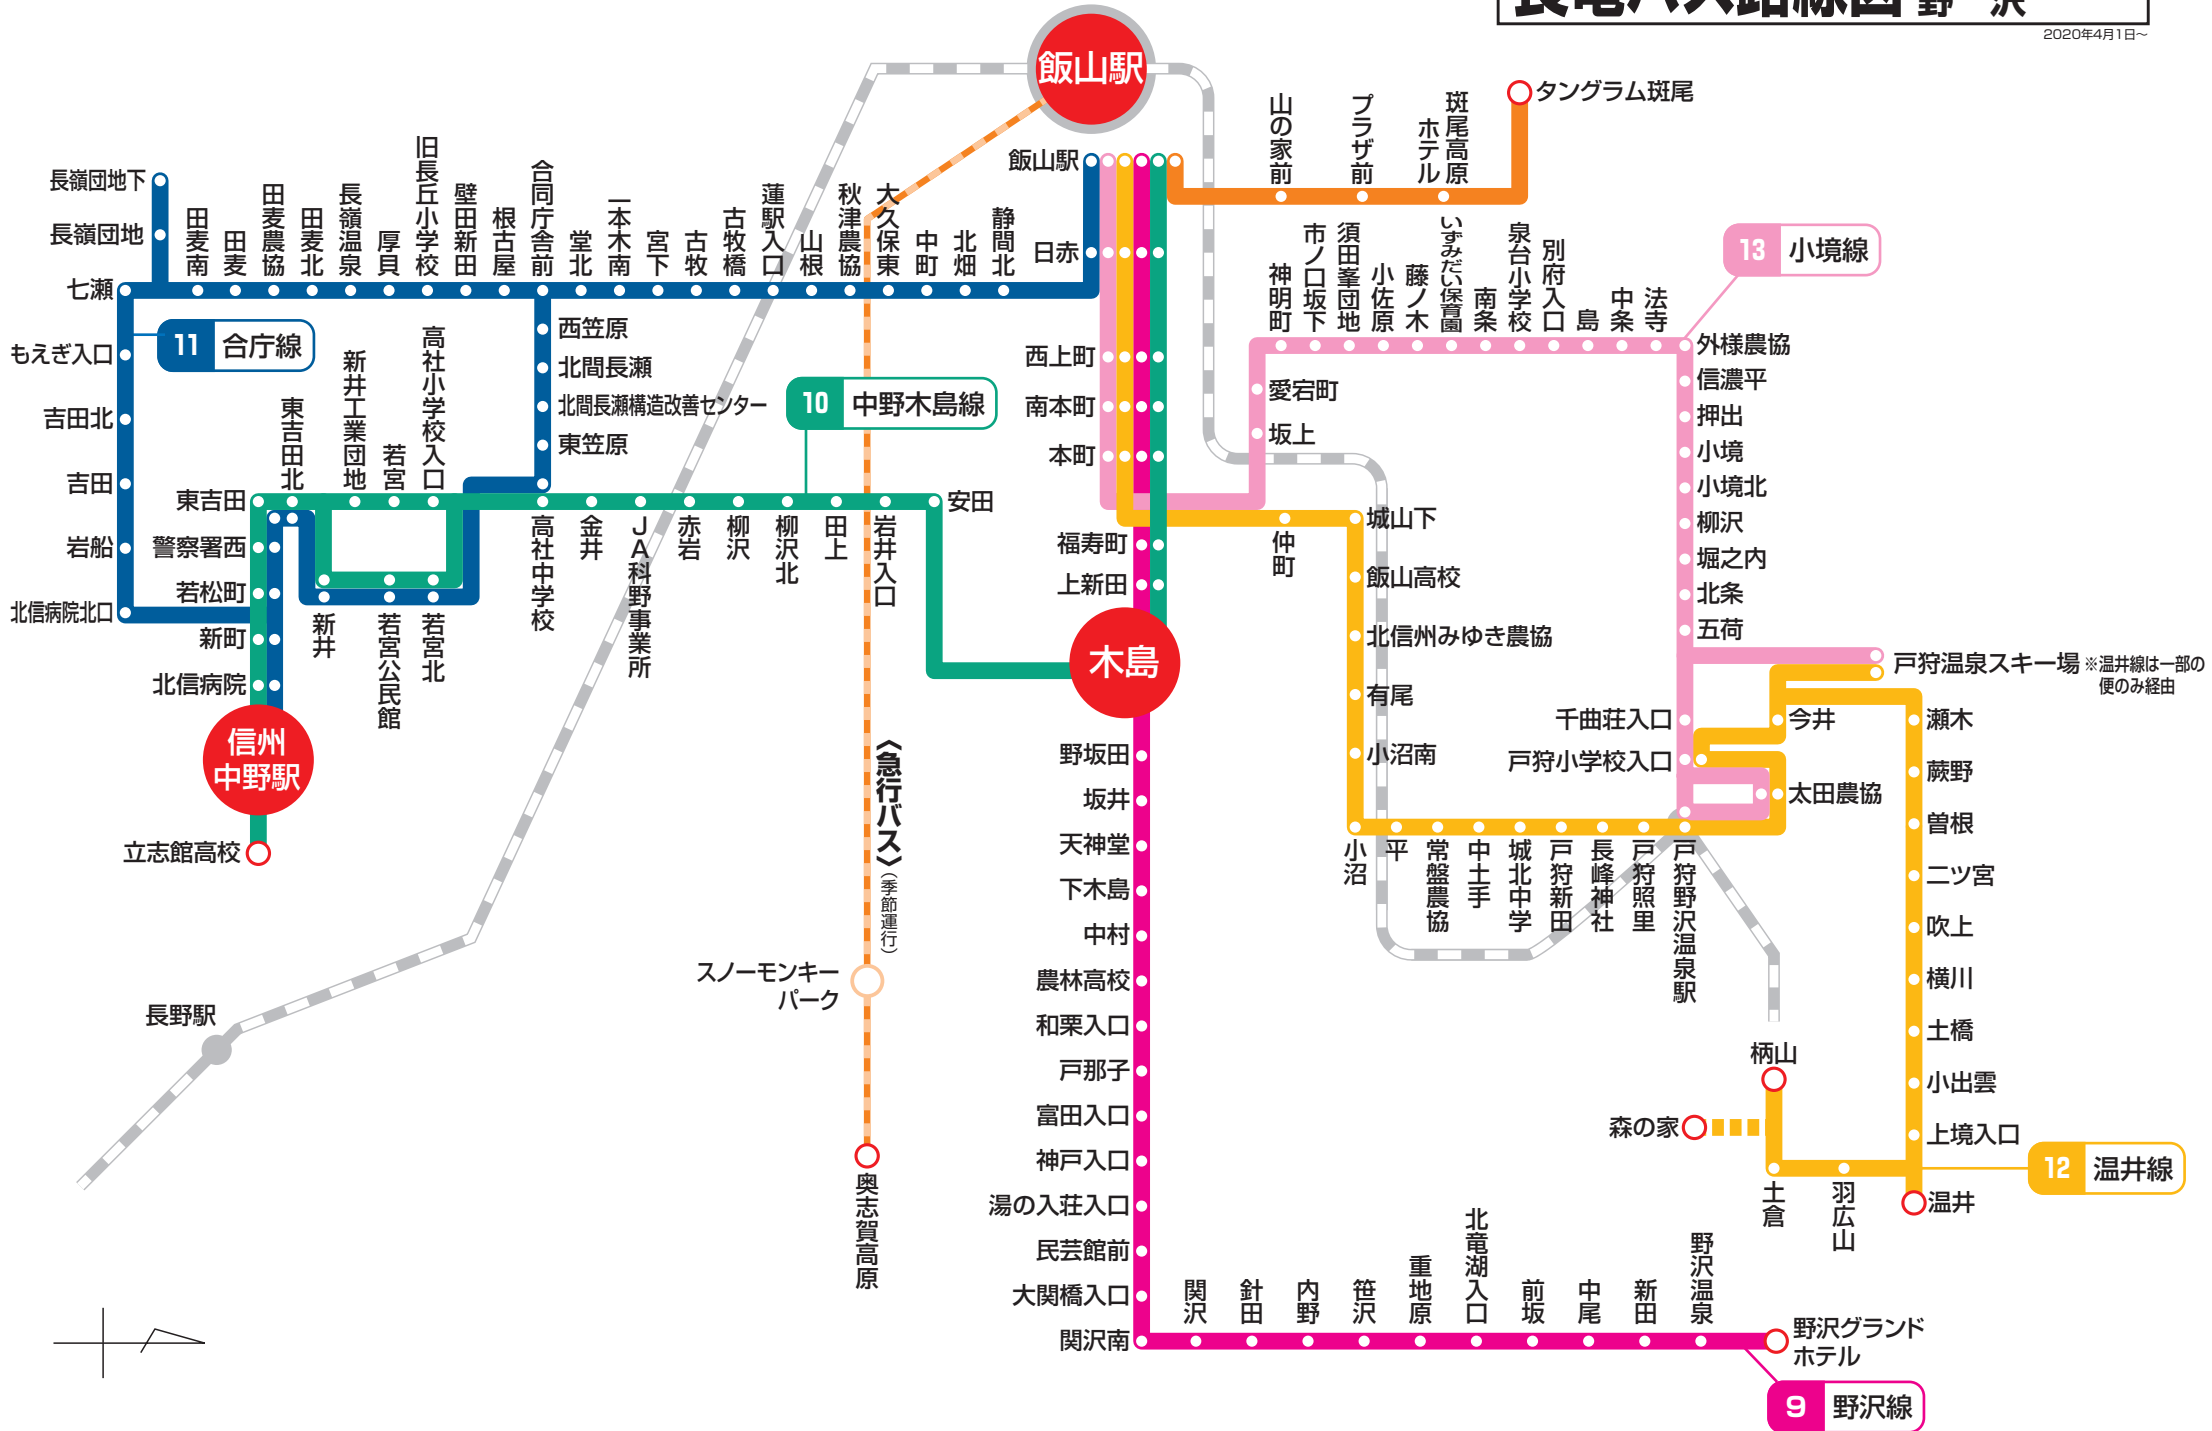 長電バス路線図 野 沢
2020年4月1日〜
飯山駅
タングラム斑尾
山の家前
プラザ前
斑尾高原
ホテル
飯山駅
日赤
西上町
南本町
本町
福寿町
上新田
木島
長嶺団地下
長嶺団地
七瀬
もえぎ入口
吉田北
吉田
岩船
北信病院北口
田麦南
田麦
田麦農協
田麦北
長嶺温泉
厚貝
旧長丘小学校
壁田新田
根古屋
合同庁舎前
堂北
一本木南
宮下
古牧
古牧橋
蓮駅入口
山根
秋津農協
大久保東
中町
北畑
静間北
11 合庁線
西笠原
北間長瀬
北間長瀬構造改善センター
東笠原
10 中野木島線
東吉田
警察署西
若松町
新町
北信病院
信州
中野駅
立志館高校
東吉田北
新井工業団地
若宮
高社小学校入口
新井
若宮公民館
若宮北
高社中学校
金井
JA科野事業所
赤岩
柳沢
柳沢北
田上
岩井入口
安田
神明町
市ノ口坂下
須田峯団地
小佐原
藤ノ木
いずみだい保育園
南条
泉台小学校
別府入口
島
中条
法寺
13 小境線
愛宕町
坂上
外様農協
信濃平
押出
小境
小境北
柳沢
堀之内
北条
五荷
戸狩温泉スキー場 ※温井線は一部の
便のみ経由
千曲荘入口
戸狩小学校入口
今井
太田農協
仲町
城山下
飯山高校
北信州みゆき農協
有尾
小沼南
小沼
平
常盤農協
中土手
城北中学
戸狩新田
長峰神社
戸狩照里
戸狩野沢温泉駅
瀬木
蕨野
曽根
二ツ宮
吹上
横川
土橋
小出雲
上境入口
12 温井線
温井
羽広山
土倉
柄山
森の家
〈急行バス〉(季節運行)
スノーモンキー
パーク
奥志賀高原
長野駅
野坂田
坂井
天神堂
下木島
中村
農林高校
和栗入口
戸那子
富田入口
神戸入口
湯の入荘入口
民芸館前
大関橋入口
関沢南
関沢
針田
内野
笹沢
重地原
北竜湖入口
前坂
中尾
新田
野沢温泉
野沢グランド
ホテル
9 野沢線